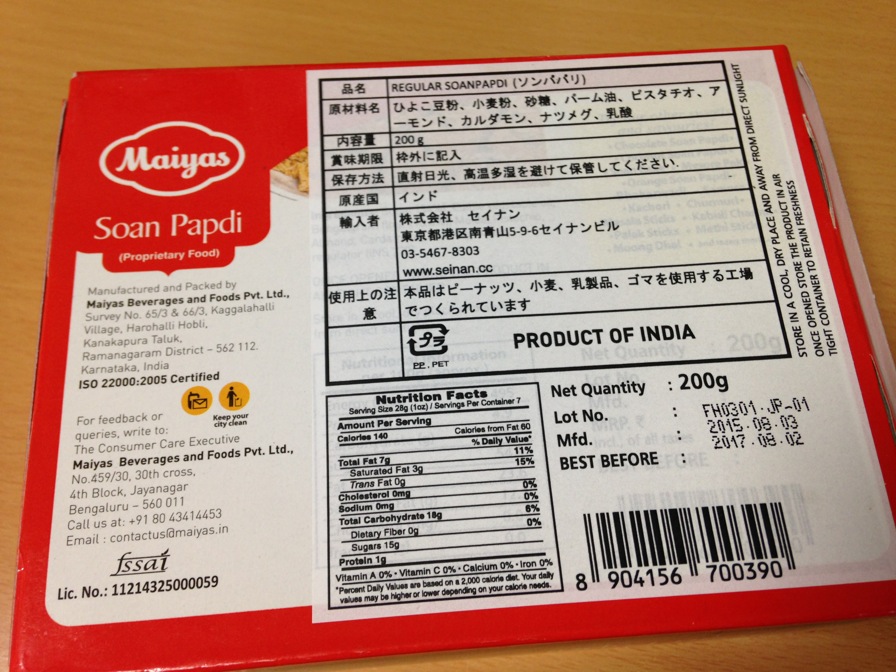 Maiyas
Soan Papdi
(Proprietary Food)
Manufactured and Packed by
Maiyas Beverages and Foods Pvt. Ltd.,
Survey No. 65/3 & 66/3, Kaggalahalli
Village, Harohalli Hobli,
Kanakapura Taluk,
Ramanagaram District – 562 112.
Karnataka, India
ISO 22000:2005 Certified
Keep your
city clean
For feedback or
queries, write to:
The Consumer Care Executive
Maiyas Beverages and Foods Pvt. Ltd.,
No.459/30, 30th cross,
4th Block, Jayanagar
Bengaluru – 560 011
Call us at: +91 80 43414453
Email : contactus@maiyas.in
fssai
Lic. No.: 11214325000059
品名 REGULAR SOANPAPDI (ソンパパリ)
原材料名 ひよこ豆粉、小麦粉、砂糖、パーム油、ピスタチオ、ア
ーモンド、カルダモン、ナツメグ、乳酸
内容量 200 g
賞味期限 枠外に記入
保存方法 直射日光、高温多湿を避けて保管してください.
原産国 インド
輸入者 株式会社 セイナン
東京都港区南青山5-9-6セイナンビル
03-5467-8303
www.seinan.cc
使用上の注意 本品はピーナッツ、小麦、乳製品、ゴマを使用する工場
でつくられています
プラ
PP, PET
PRODUCT OF INDIA
STORE IN A COOL, DRY PLACE AND AWAY FROM DIRECT SUNLIGHT
ONCE OPENED STORE THE PRODUCT IN AIR
TIGHT CONTAINER TO RETAIN FRESHNESS
Nutrition Facts
Serving Size 28g (1oz) / Servings Per Container 7
Amount Per Serving
Calories 140 Calories from Fat 60
% Daily Value*
Total Fat 7g 11%
Saturated Fat 3g 15%
Trans Fat 0g
Cholesterol 0mg 0%
Sodium 0mg 0%
Total Carbohydrate 18g 6%
Dietary Fiber 0g 0%
Sugars 15g
Protein 1g
Vitamin A 0% • Vitamin C 0% • Calcium 0% • Iron 0%
*Percent Daily Values are based on a 2,000 calorie diet. Your daily
values may be higher or lower depending on your calorie needs.
Net Quantity : 200g
Lot No. : FH0301.JP-01
Mfd. : 2015.08.03
BEST BEFORE : 2017.08.02
8 904156 700390